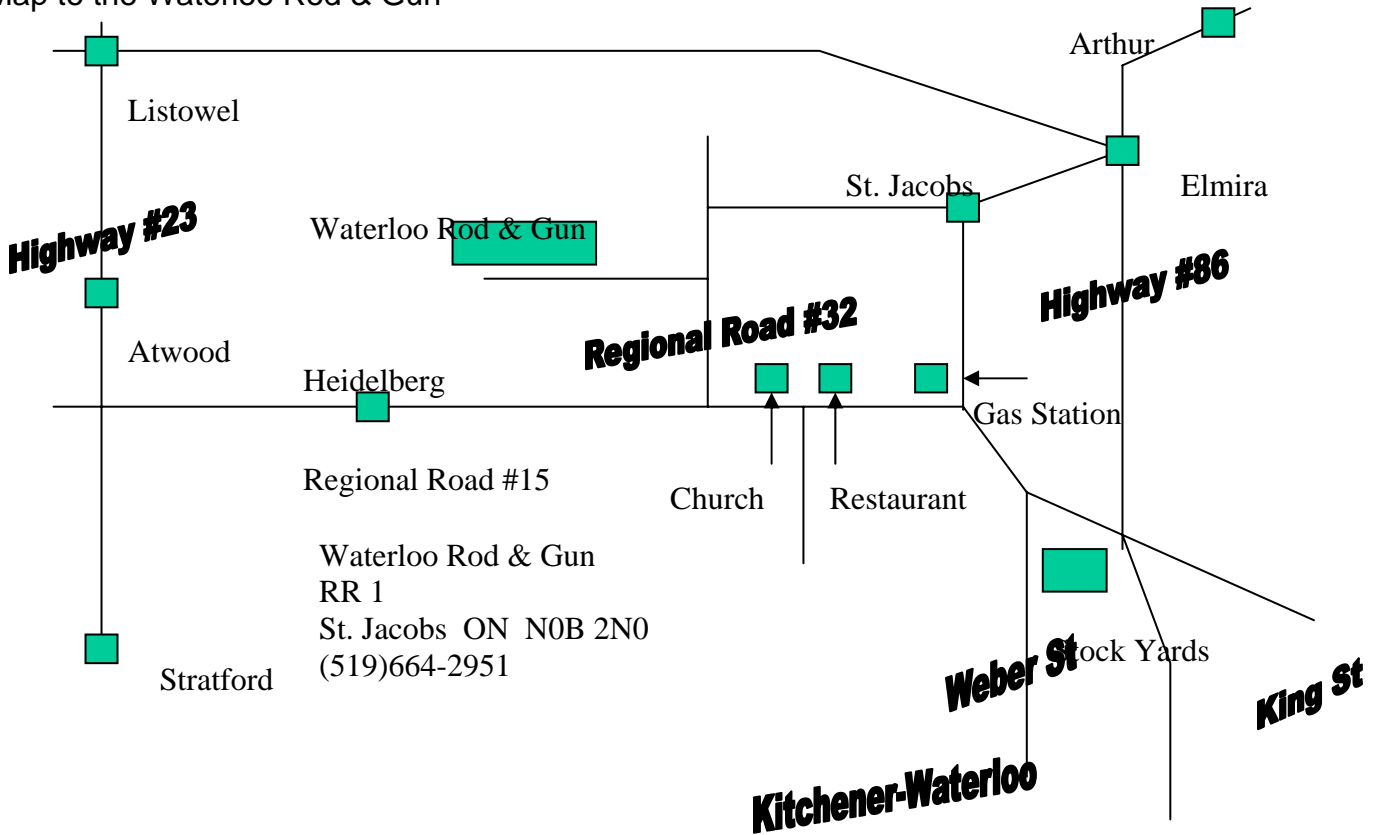 Map to the Waterloo Rod & Gun
Arthur
Listowel
St. Jacobs
Elmira
Highway #23
Waterloo Rod & Gun
Highway #86
Regional Road #32
Atwood
Heidelberg
Gas Station
Regional Road #15
Church
Restaurant
Waterloo Rod & Gun
RR 1
St. Jacobs ON N0B 2N0
(519)664-2951
Stratford
Weber St
Stock Yards
King St
Kitchener-Waterloo